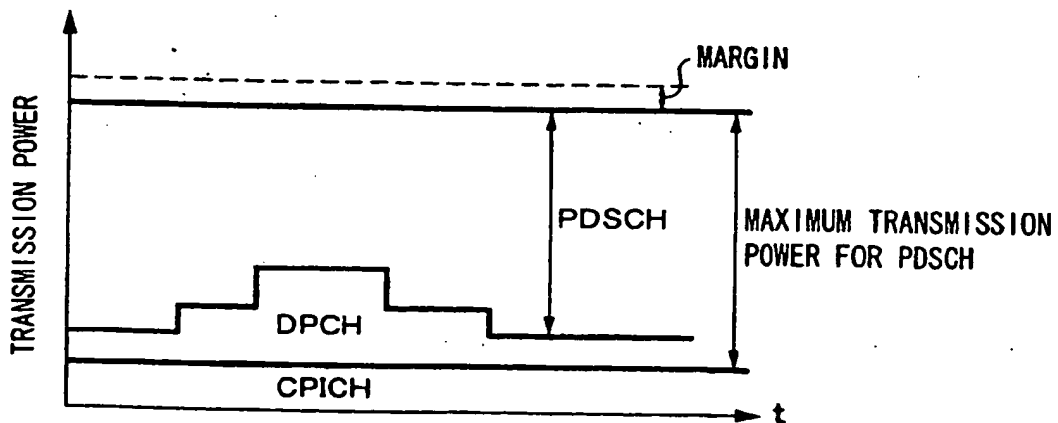 MARGIN
TRANSMISSION POWER
PDSCH
MAXIMUM TRANSMISSION
POWER FOR PDSCH
DPCH
CPICH
t